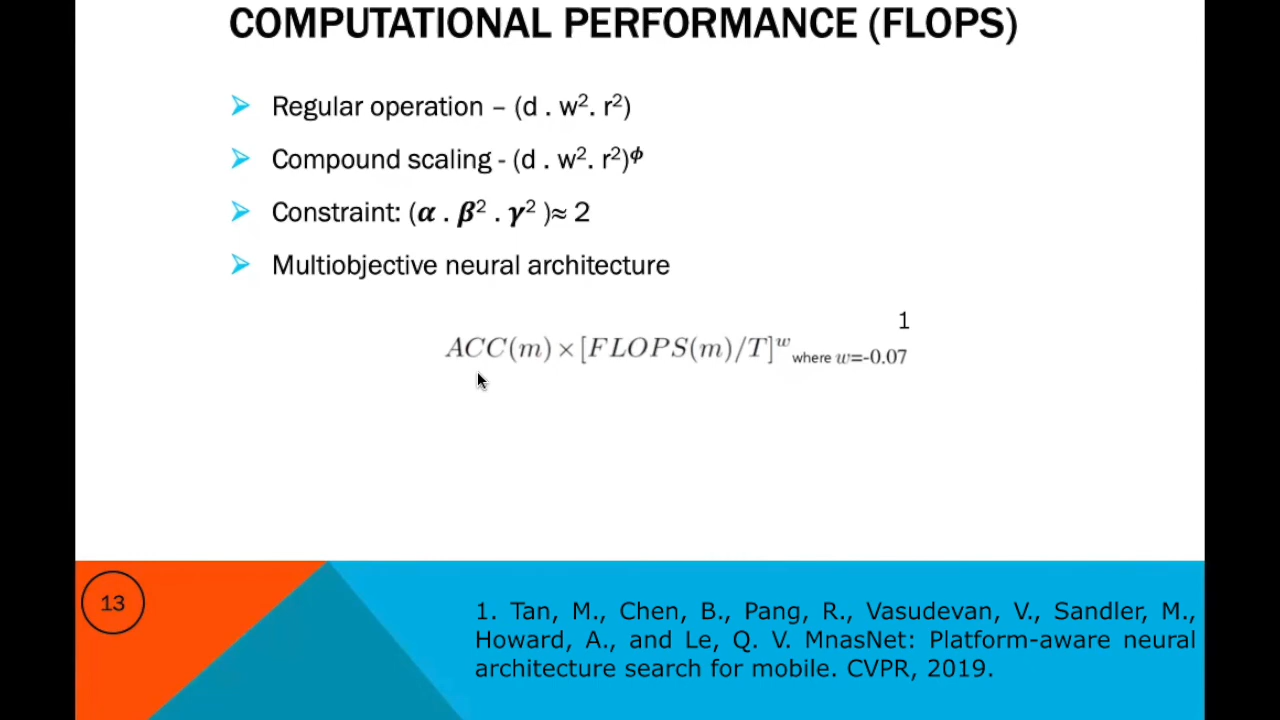 COMPUTATIONAL PERFORMANCE (FLOPS)
➢ Regular operation – (d . w². r²)
➢ Compound scaling - (d . w². r²)^ϕ
➢ Constraint: (α . β² . γ² )≈ 2
➢ Multiobjective neural architecture
1
ACC(m) × [FLOPS(m)/T]^w where w=-0.07
13
1. Tan, M., Chen, B., Pang, R., Vasudevan, V., Sandler, M.,
Howard, A., and Le, Q. V. MnasNet: Platform-aware neural
architecture search for mobile. CVPR, 2019.